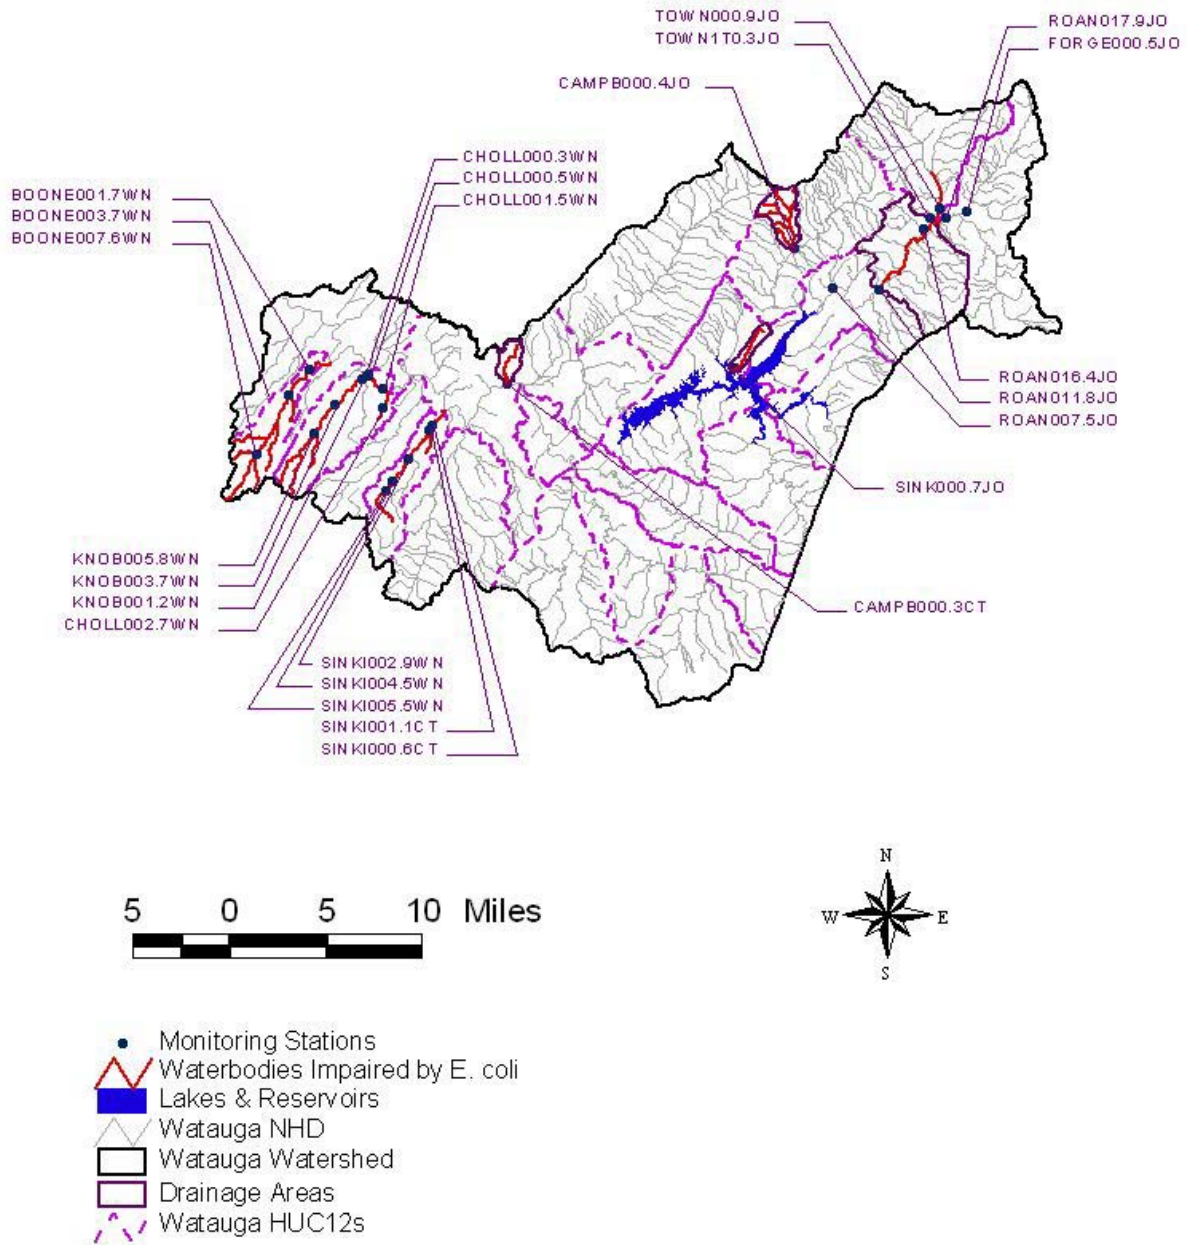 TOWN000.9JO
ROAN017.9JO
TOWN1T0.3JO
FORGE000.5JO
CAMPB000.4JO
CHOLL000.3WN
CHOLL000.5WN
CHOLL001.5WN
BOONE001.7WN
BOONE003.7WN
BOONE007.6WN
ROAN016.4JO
ROAN011.8JO
ROAN007.5JO
SINK000.7JO
KNOB005.8WN
KNOB003.7WN
KNOB001.2WN
CHOLL002.7WN
CAMPB000.3CT
SINKI002.9WN
SINKI004.5WN
SINKI005.5WN
SINKI001.1CT
SINKI000.6CT
N
W E
S
5 0 5 10 Miles
Monitoring Stations
Waterbodies Impaired by E. coli
Lakes & Reservoirs
Watauga NHD
Watauga Watershed
Drainage Areas
Watauga HUC12s